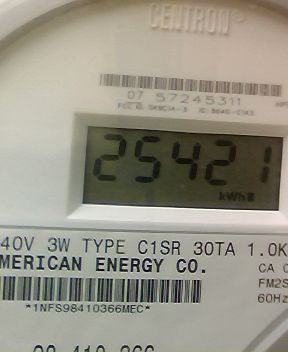 CENTRON®
07 57245311
25421
kWh
40V 3W TYPE C1SR 30TA 1.0K
MERICAN ENERGY CO.
CA 0
FM2S
60Hz
*1NFS98410366MEC*